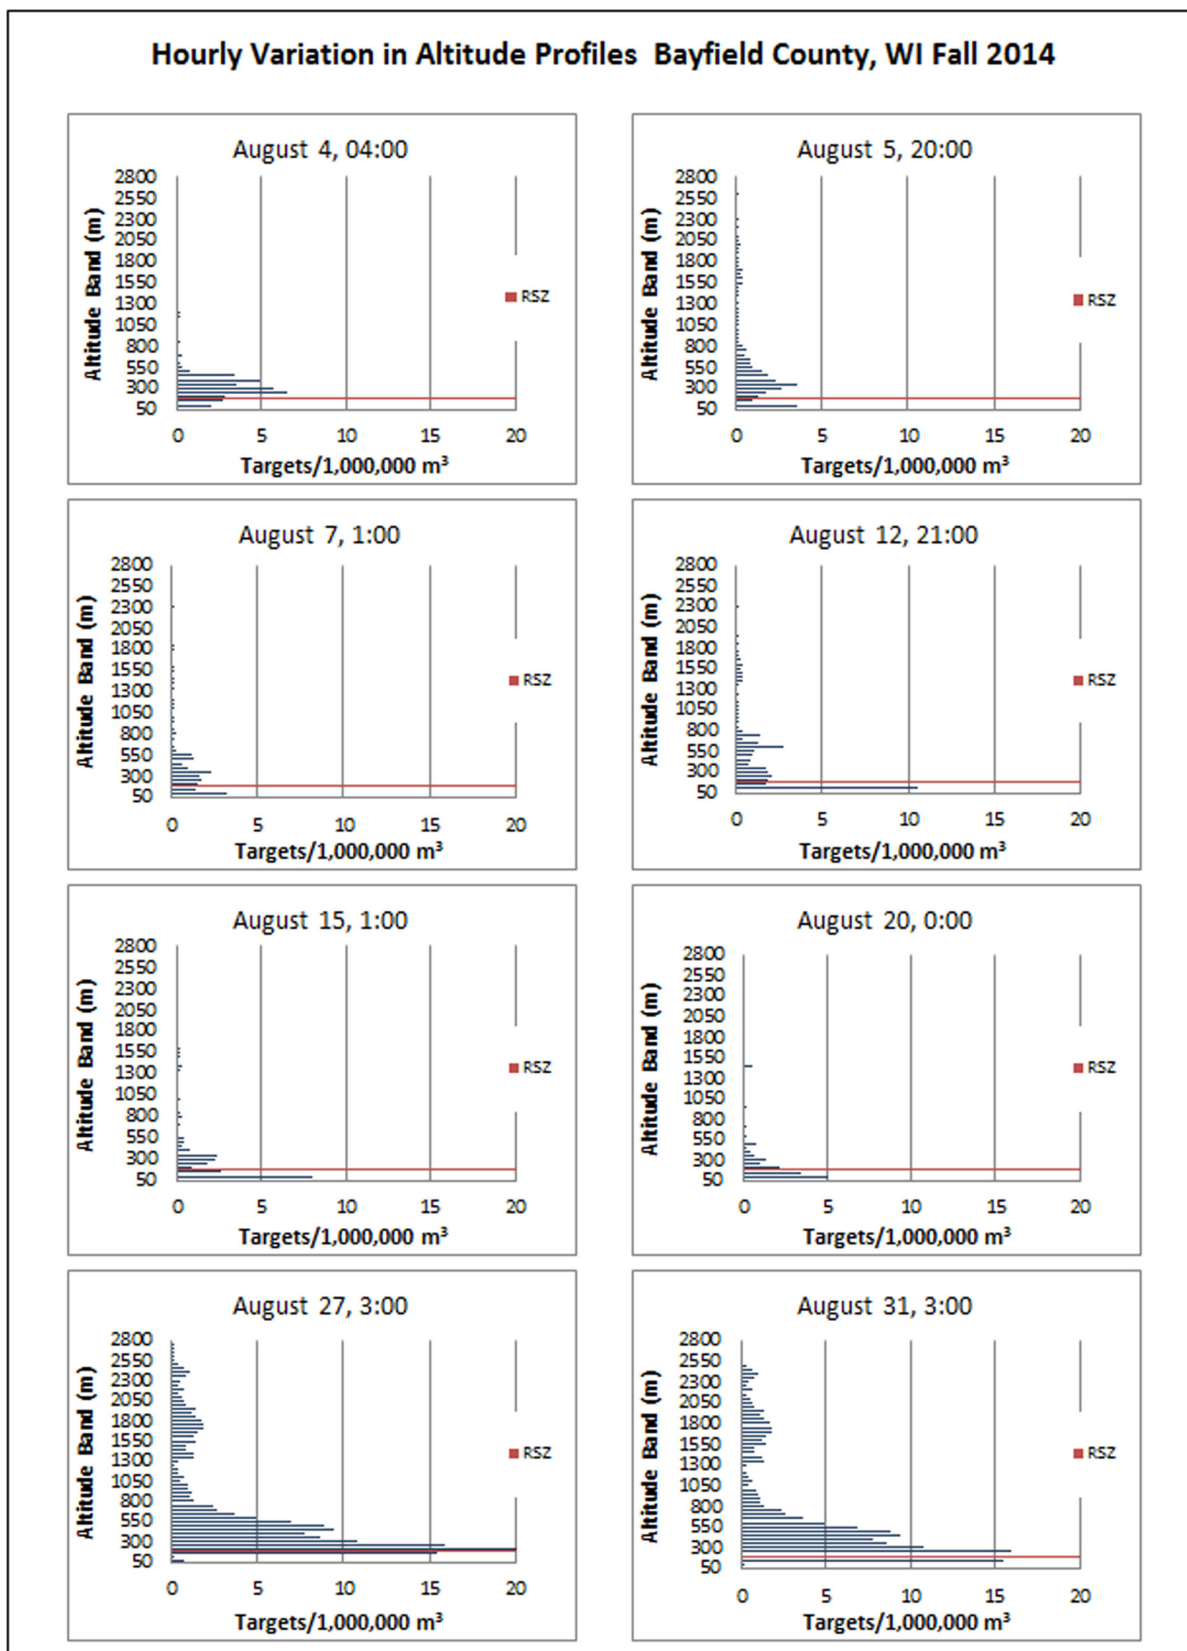 Hourly Variation in Altitude Profiles Bayfield County, WI Fall 2014
August 4, 04:00
Altitude Band (m)
2800
2550
2300
2050
1800
1550
1300
1050
800
550
300
50
RSZ
0 5 10 15 20
Targets/1,000,000 m³
August 5, 20:00
Altitude Band (m)
2800
2550
2300
2050
1800
1550
1300
1050
800
550
300
50
RSZ
0 5 10 15 20
Targets/1,000,000 m³
August 7, 1:00
Altitude Band (m)
2800
2550
2300
2050
1800
1550
1300
1050
800
550
300
50
RSZ
0 5 10 15 20
Targets/1,000,000 m³
August 12, 21:00
Altitude Band (m)
2800
2550
2300
2050
1800
1550
1300
1050
800
550
300
50
RSZ
0 5 10 15 20
Targets/1,000,000 m³
August 15, 1:00
Altitude Band (m)
2800
2550
2300
2050
1800
1550
1300
1050
800
550
300
50
RSZ
0 5 10 15 20
Targets/1,000,000 m³
August 20, 0:00
Altitude Band (m)
2800
2550
2300
2050
1800
1550
1300
1050
800
550
300
50
RSZ
0 5 10 15 20
Targets/1,000,000 m³
August 27, 3:00
Altitude Band (m)
2800
2550
2300
2050
1800
1550
1300
1050
800
550
300
50
RSZ
0 5 10 15 20
Targets/1,000,000 m³
August 31, 3:00
Altitude Band (m)
2800
2550
2300
2050
1800
1550
1300
1050
800
550
300
50
RSZ
0 5 10 15 20
Targets/1,000,000 m³